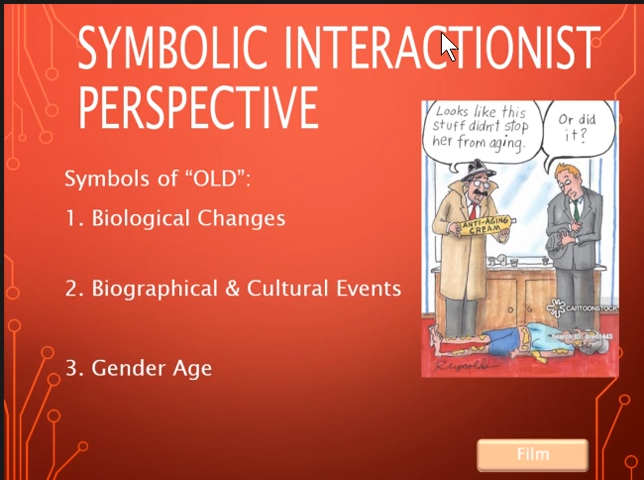 SYMBOLIC INTERACTIONIST
PERSPECTIVE
Symbols of “OLD”:
1. Biological Changes
2. Biographical & Cultural Events
3. Gender Age
Looks like this
stuff didn't stop
her from aging.
Or did
it?
ANTI-AGING
CREAM
CARTOONSTOCK
Reynolds
Film